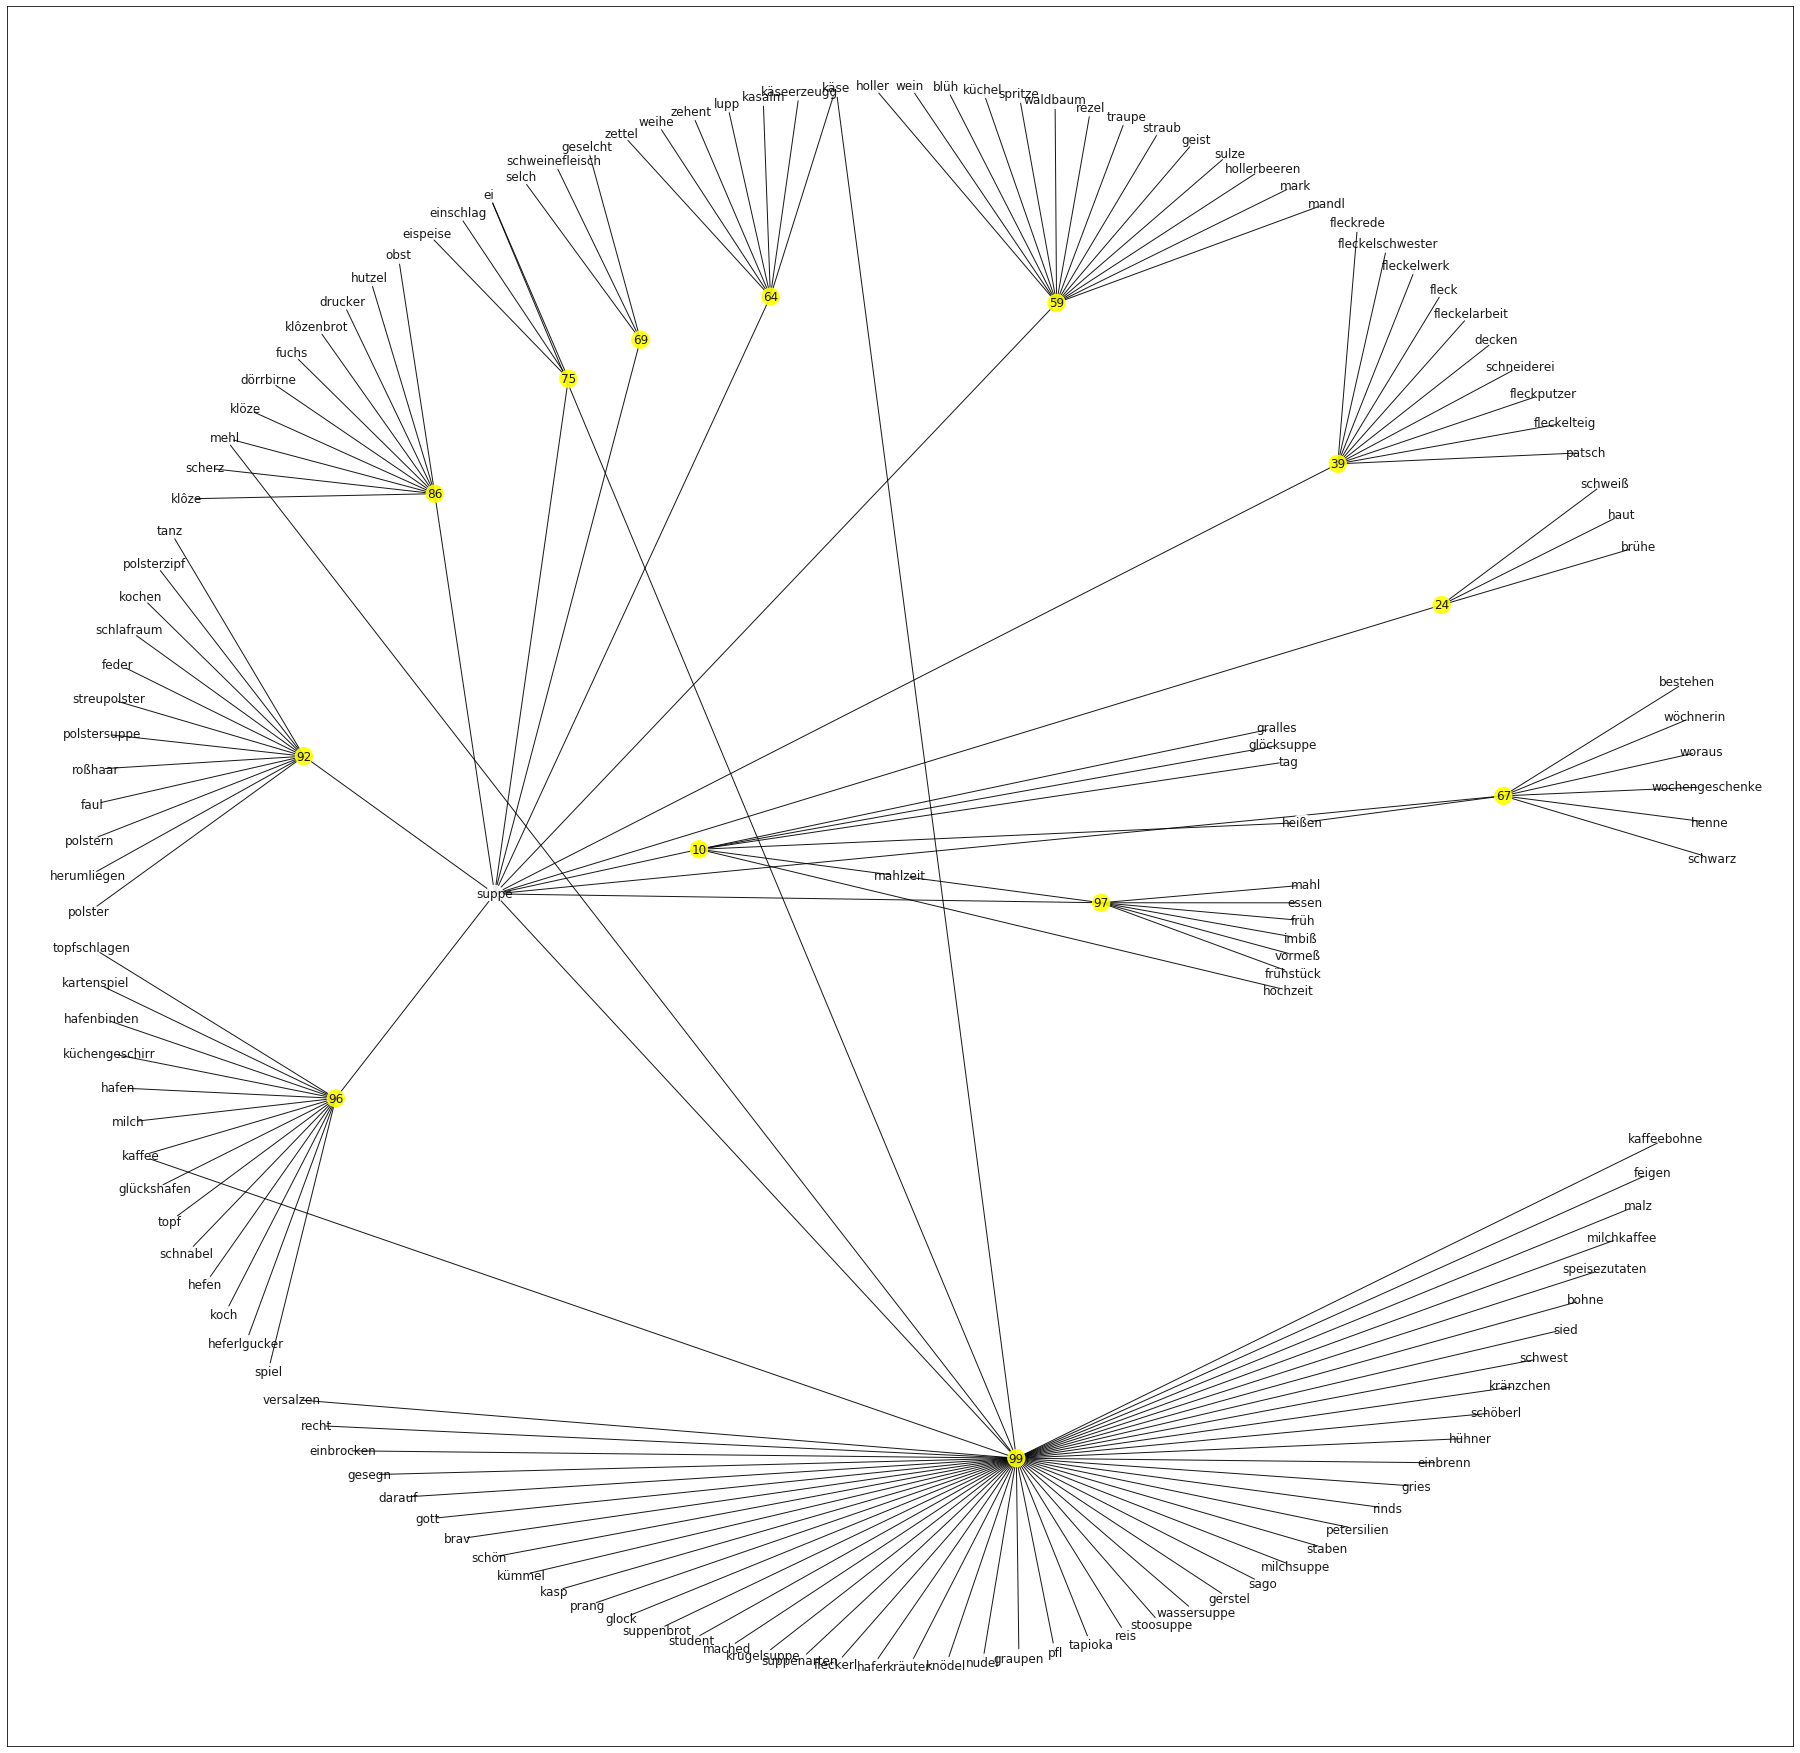 holler
wein
blüh
küchel
spritze
waldbaum
rezel
traupe
straub
geist
sulze
hollerbeeren
mark
mandl
59
käse
käseerzeugg
kasalm
lupp
zehent
weihe
zettel
64
geselcht
schweinefleisch
selch
69
ei
einschlag
eispeise
75
obst
hutzel
drucker
klôzenbrot
fuchs
dörrbirne
klöze
mehl
scherz
klôze
86
fleckrede
fleckelschwester
fleckelwerk
fleck
fleckelarbeit
decken
schneiderei
fleckputzer
fleckelteig
patsch
39
schweiß
haut
brühe
24
tanz
polsterzipf
kochen
schlafraum
feder
streupolster
polstersuppe
roßhaar
faul
polstern
herumliegen
polster
92
bestehen
wöchnerin
woraus
wochengeschenke
henne
schwarz
67
gralles
glöcksuppe
tag
heißen
10
mahlzeit
suppe
97
mahl
essen
früh
imbiß
vormeß
frühstück
hochzeit
topfschlagen
kartenspiel
hafenbinden
küchengeschirr
hafen
milch
kaffee
glückshafen
topf
schnabel
hefen
koch
heferlgucker
spiel
96
kaffeebohne
feigen
malz
milchkaffee
speisezutaten
bohne
sied
schwest
kränzchen
schöberl
hühner
einbrenn
gries
rinds
petersilien
staben
milchsuppe
sago
gerstel
wassersuppe
stoosuppe
reis
tapioka
pfl
graupen
nudel
knödel
kräuter
hafer
fleckerl
suppenarten
krügelsuppe
mached
student
suppenbrot
glock
prang
kasp
kümmel
schön
brav
gott
darauf
gesegn
einbrocken
recht
versalzen
99